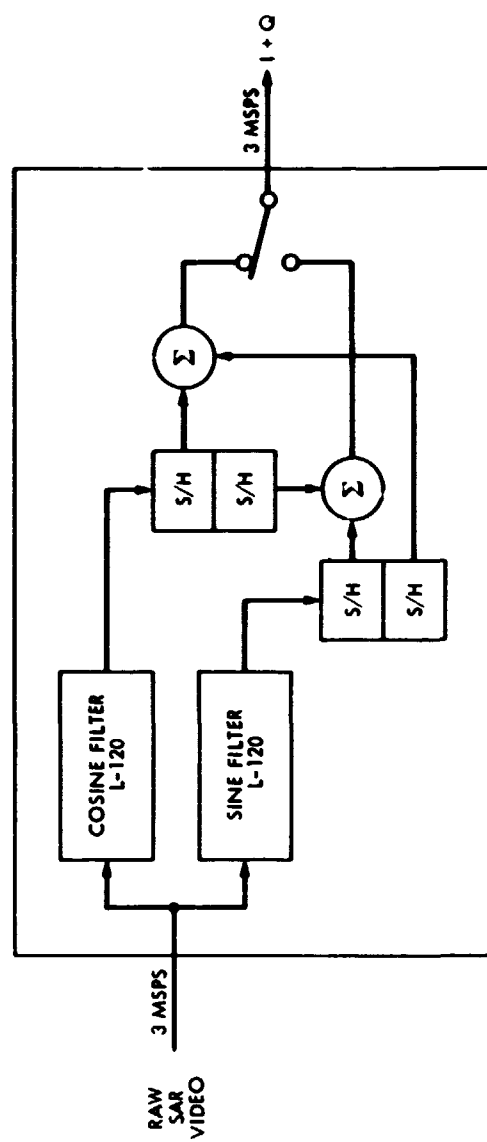 RAW
SAR
VIDEO
3 MSPS
COSINE FILTER
L-120
SINE FILTER
L-120
S/H
S/H
S/H
S/H
Σ
Σ
3 MSPS
I + Q